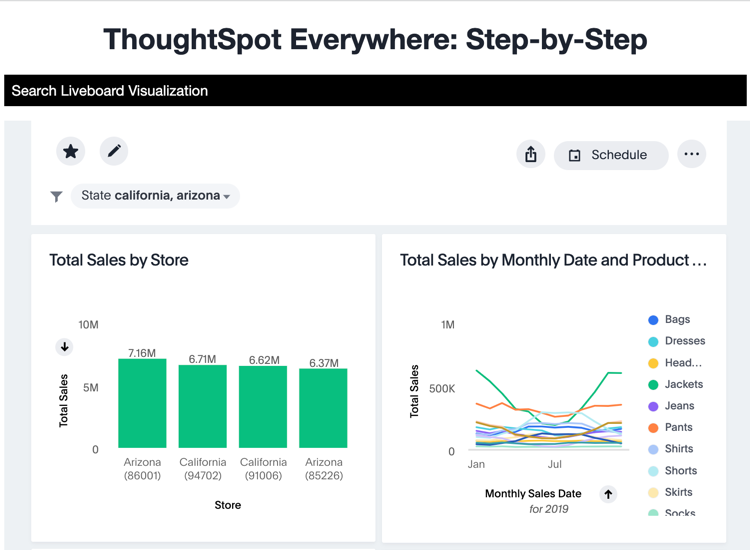 ThoughtSpot Everywhere: Step-by-Step
Search Liveboard Visualization
Schedule
State california, arizona
Total Sales by Store
10M
5M
0
Total Sales
7.16M
6.71M
6.62M
6.37M
Arizona
(86001)
California
(94702)
California
(91006)
Arizona
(85226)
Store
Total Sales by Monthly Date and Product ...
1M
500K
0
Total Sales
Jan
Jul
Monthly Sales Date
for 2019
Bags
Dresses
Head...
Jackets
Jeans
Pants
Shirts
Shorts
Skirts
Socks